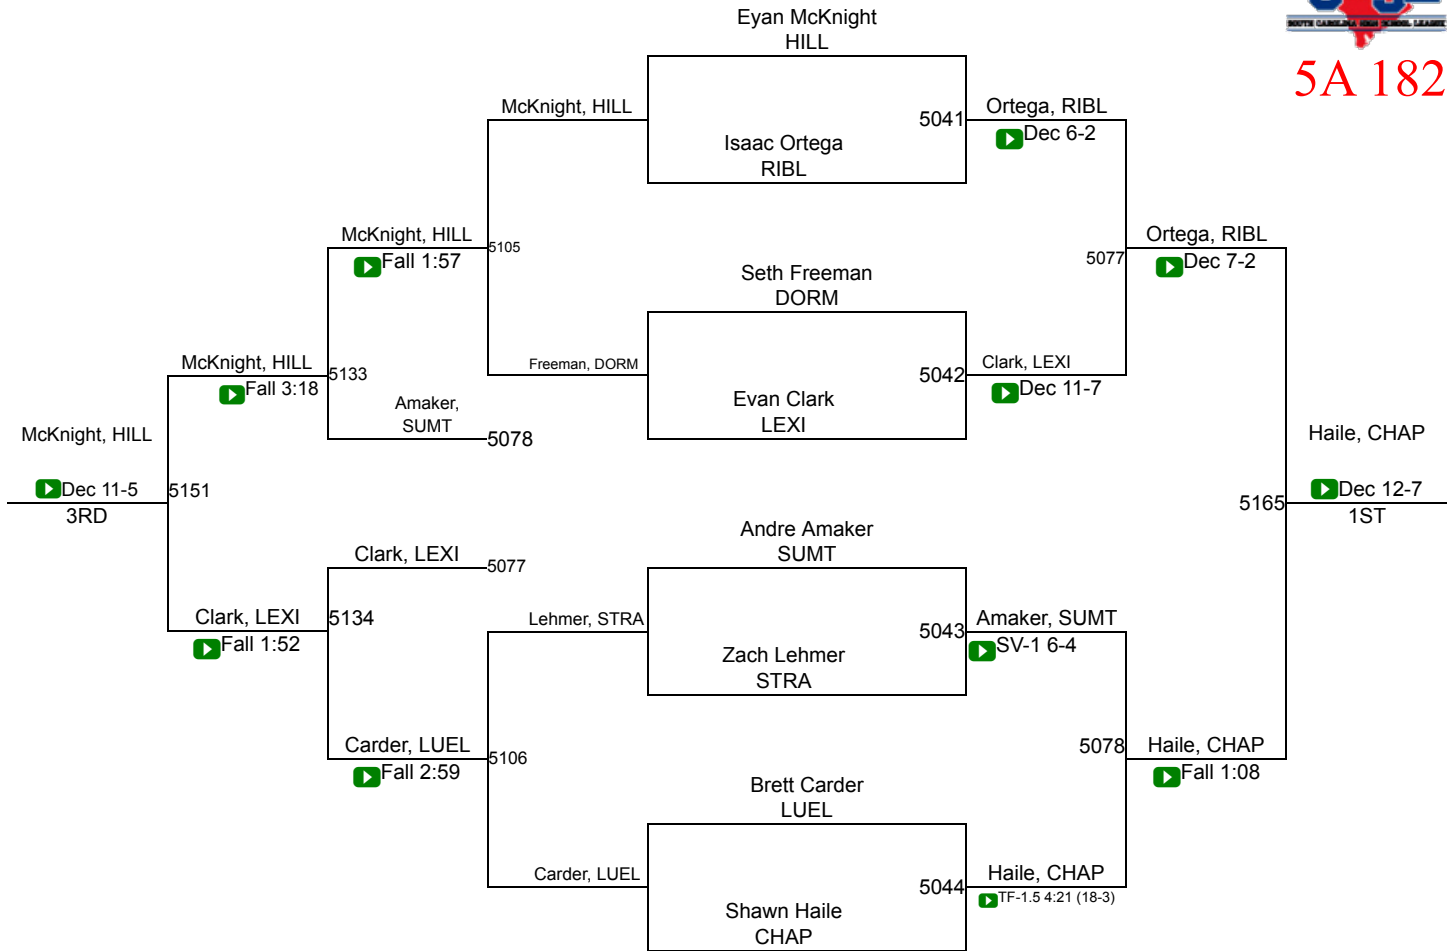 SOUTH CAROLINA HIGH SCHOOL LEAGUE
5A 182
Eyan McKnight
HILL
McKnight, HILL
5041
Ortega, RIBL
Dec 6-2
Isaac Ortega
RIBL
McKnight, HILL
5105
Fall 1:57
Ortega, RIBL
5077
Dec 7-2
Seth Freeman
DORM
McKnight, HILL
5133
Fall 3:18
Freeman, DORM
5042
Clark, LEXI
Dec 11-7
Evan Clark
LEXI
Amaker,
SUMT
5078
McKnight, HILL
Dec 11-5
5151
3RD
Haile, CHAP
5165
Dec 12-7
1ST
Andre Amaker
SUMT
Clark, LEXI
5077
Clark, LEXI
5134
Fall 1:52
Lehmer, STRA
5043
Amaker, SUMT
SV-1 6-4
Zach Lehmer
STRA
Carder, LUEL
5106
Fall 2:59
5078
Haile, CHAP
Fall 1:08
Brett Carder
LUEL
Carder, LUEL
5044
Haile, CHAP
TF-1.5 4:21 (18-3)
Shawn Haile
CHAP